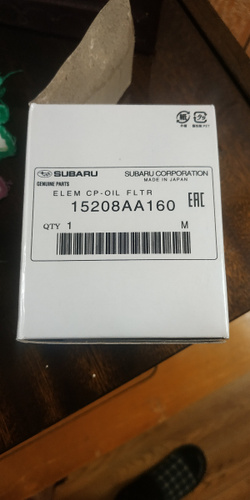 SUBARU
SUBARU CORPORATION
MADE IN JAPAN
GENUINE PARTS
ELEM CP-OIL FLTR
15208AA160
EAC
QTY 1 M